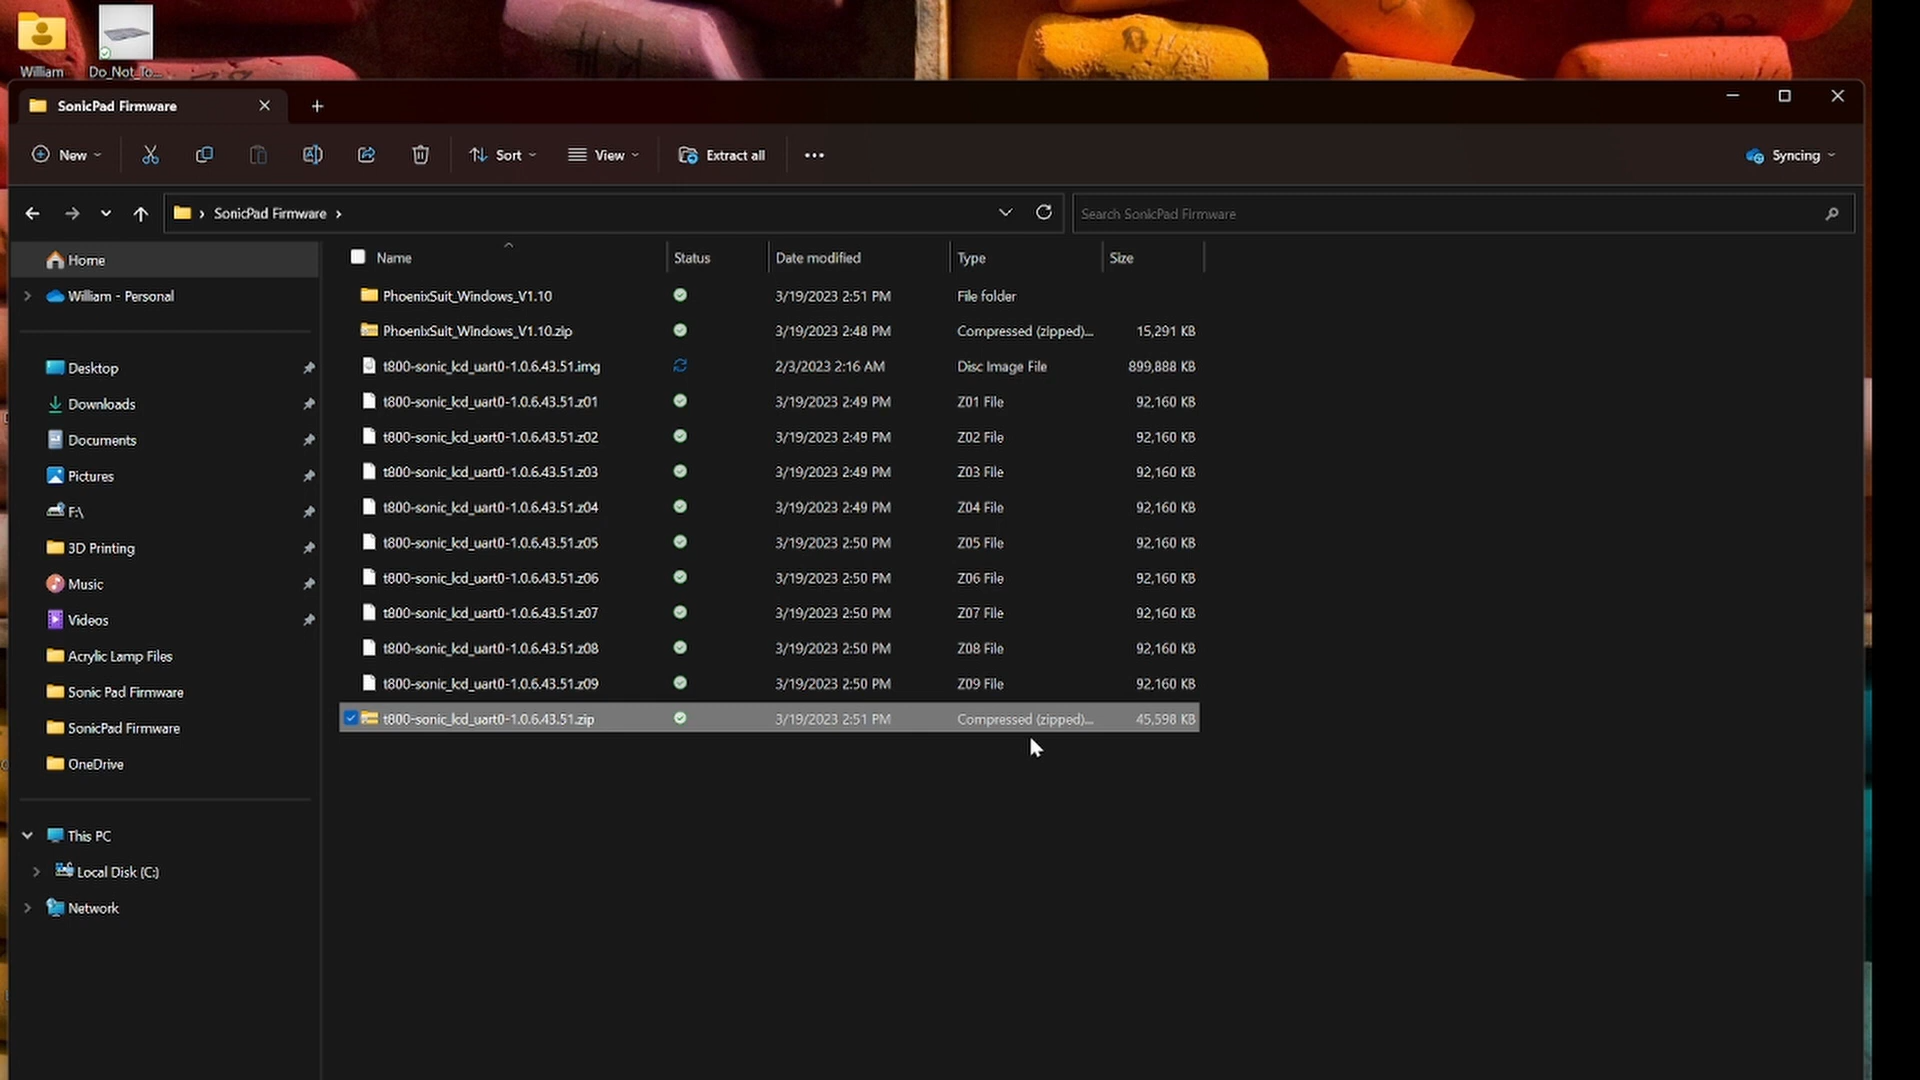 William
Do_Not_To...
SonicPad Firmware
New
Sort
View
Extract all
Syncing
SonicPad Firmware
Search SonicPad Firmware
Name Status Date modified Type Size
Home
William - Personal
Desktop
Downloads
Documents
Pictures
F:\
3D Printing
Music
Videos
Acrylic Lamp Files
Sonic Pad Firmware
SonicPad Firmware
OneDrive
This PC
Local Disk (C:)
Network
PhoenixSuit_Windows_V1.10 3/19/2023 2:51 PM File folder
PhoenixSuit_Windows_V1.10.zip 3/19/2023 2:48 PM Compressed (zipped)... 15,291 KB
t800-sonic_lcd_uart0-1.0.6.43.51.img 2/3/2023 2:16 AM Disc Image File 899,888 KB
t800-sonic_lcd_uart0-1.0.6.43.51.z01 3/19/2023 2:49 PM Z01 File 92,160 KB
t800-sonic_lcd_uart0-1.0.6.43.51.z02 3/19/2023 2:49 PM Z02 File 92,160 KB
t800-sonic_lcd_uart0-1.0.6.43.51.z03 3/19/2023 2:49 PM Z03 File 92,160 KB
t800-sonic_lcd_uart0-1.0.6.43.51.z04 3/19/2023 2:49 PM Z04 File 92,160 KB
t800-sonic_lcd_uart0-1.0.6.43.51.z05 3/19/2023 2:50 PM Z05 File 92,160 KB
t800-sonic_lcd_uart0-1.0.6.43.51.z06 3/19/2023 2:50 PM Z06 File 92,160 KB
t800-sonic_lcd_uart0-1.0.6.43.51.z07 3/19/2023 2:50 PM Z07 File 92,160 KB
t800-sonic_lcd_uart0-1.0.6.43.51.z08 3/19/2023 2:50 PM Z08 File 92,160 KB
t800-sonic_lcd_uart0-1.0.6.43.51.z09 3/19/2023 2:50 PM Z09 File 92,160 KB
t800-sonic_lcd_uart0-1.0.6.43.51.zip 3/19/2023 2:51 PM Compressed (zipped)... 45,598 KB